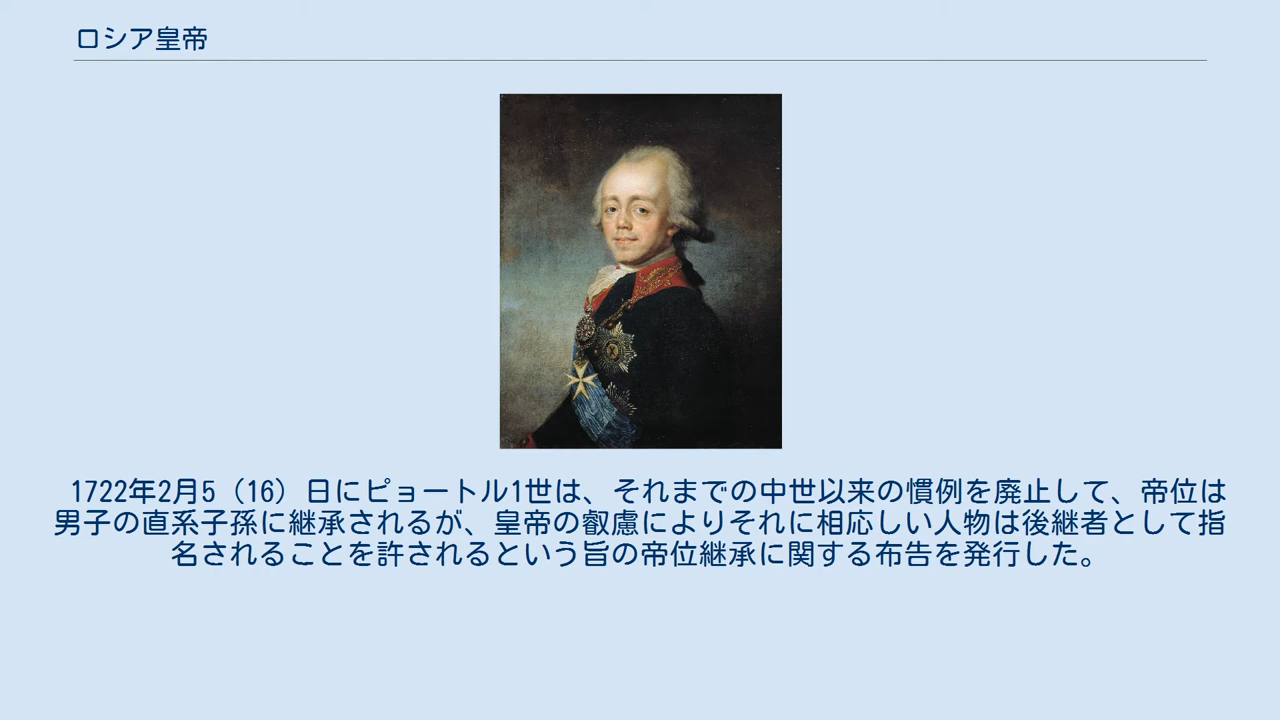 ロシア皇帝
1722年2月5（16）日にピョートル1世は、それまでの中世以来の慣例を廃止して、帝位は
男子の直系子孫に継承されるが、皇帝の叡慮によりそれに相応しい人物は後継者として指
名されることを許されるという旨の帝位継承に関する布告を発行した。